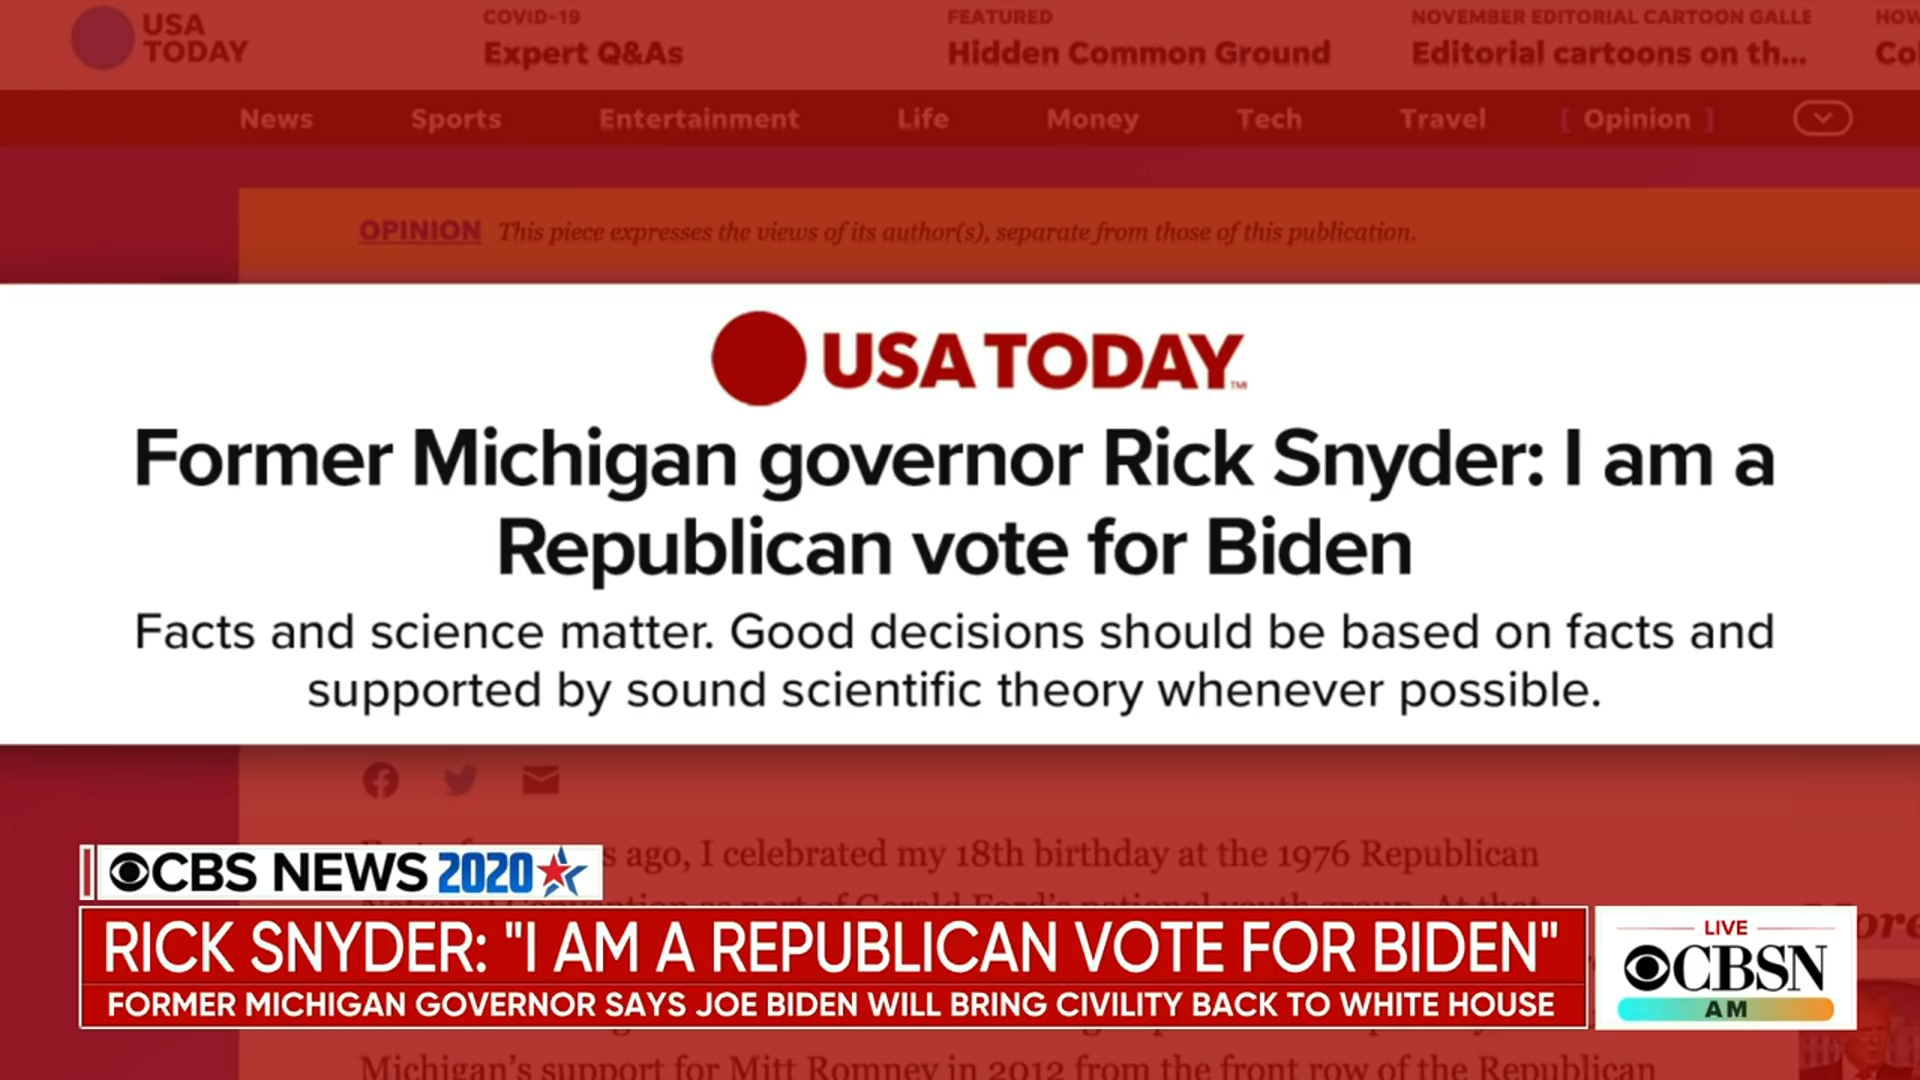 USA
TODAY
COVID-19
Expert Q&As
FEATURED
Hidden Common Ground
NOVEMBER EDITORIAL CARTOON GALLE
Editorial cartoons on th...
HOW
Co
News Sports Entertainment Life Money Tech Travel [ Opinion ]
OPINION This piece expresses the views of its author(s), separate from those of this publication.
USA TODAY™
Former Michigan governor Rick Snyder: I am a
Republican vote for Biden
Facts and science matter. Good decisions should be based on facts and
supported by sound scientific theory whenever possible.
s ago, I celebrated my 18th birthday at the 1976 Republican
CBS NEWS 2020
RICK SNYDER: "I AM A REPUBLICAN VOTE FOR BIDEN"
FORMER MICHIGAN GOVERNOR SAYS JOE BIDEN WILL BRING CIVILITY BACK TO WHITE HOUSE
LIVE
CBSN
AM
ore
Michigan's support for Mitt Romney in 2012 from the front row of the Republican